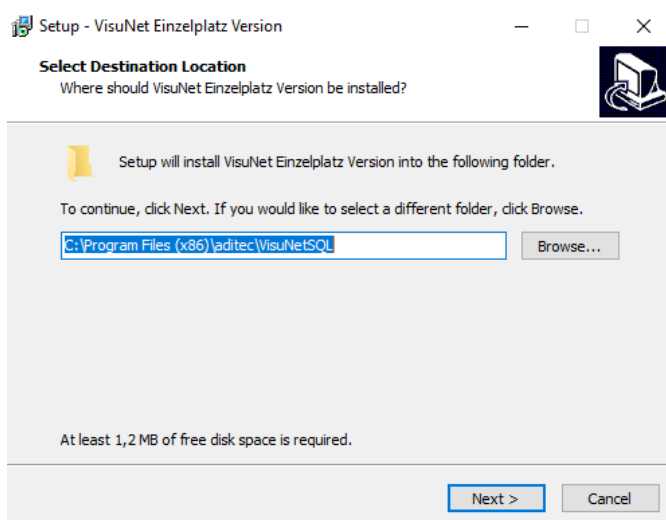 Setup - VisuNet Einzelplatz Version
Select Destination Location
Where should VisuNet Einzelplatz Version be installed?
Setup will install VisuNet Einzelplatz Version into the following folder.
To continue, click Next. If you would like to select a different folder, click Browse.
C:\Program Files (x86)\aditec\VisuNetSQL
Browse...
At least 1,2 MB of free disk space is required.
Next >
Cancel